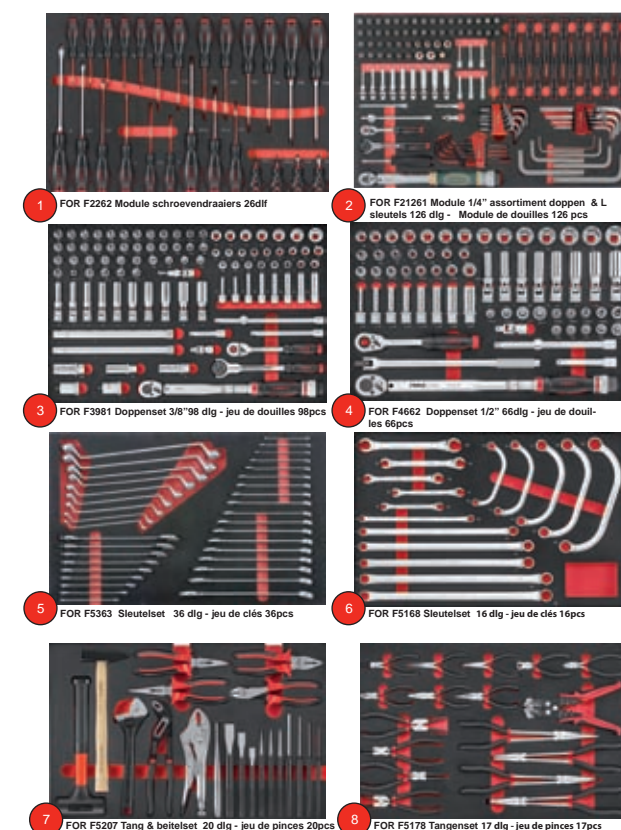 1 FOR F2262 Module schroevendraaiers 26dlf
2 FOR F21261 Module 1/4” assortiment doppen & L
sleutels 126 dlg - Module de douilles 126 pcs
3 FOR F3981 Doppenset 3/8”98 dlg - jeu de douilles 98pcs
4 FOR F4662 Doppenset 1/2” 66dlg - jeu de douil-
les 66pcs
5 FOR F5363 Sleutelset 36 dlg - jeu de clés 36pcs
6 FOR F5168 Sleutelset 16 dlg - jeu de clés 16pcs
7 FOR F5207 Tang & beitelset 20 dlg - jeu de pinces 20pcs
8 FOR F5178 Tangenset 17 dlg - jeu de pinces 17pcs